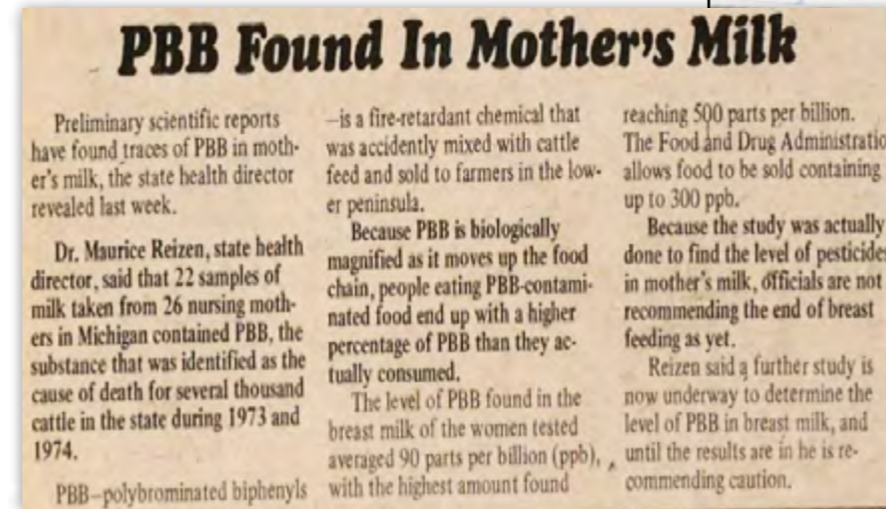 PBB Found In Mother's Milk
Preliminary scientific reports
have found traces of PBB in moth-
er's milk, the state health director
revealed last week.
Dr. Maurice Reizen, state health
director, said that 22 samples of
milk taken from 26 nursing moth-
ers in Michigan contained PBB, the
substance that was identified as the
cause of death for several thousand
cattle in the state during 1973 and
1974.
PBB—polybrominated biphenyls
—is a fire-retardant chemical that
was accidently mixed with cattle
feed and sold to farmers in the low-
er peninsula.
Because PBB is biologically
magnified as it moves up the food
chain, people eating PBB-contami-
nated food end up with a higher
percentage of PBB than they ac-
tually consumed.
The level of PBB found in the
breast milk of the women tested
averaged 90 parts per billion (ppb),
with the highest amount found
reaching 500 parts per billion.
The Food and Drug Administratio
allows food to be sold containing
up to 300 ppb.
Because the study was actually
done to find the level of pesticides
in mother's milk, officials are not
recommending the end of breast
feeding as yet.
Reizen said a further study is
now underway to determine the
level of PBB in breast milk, and
until the results are in he is re-
commending caution.